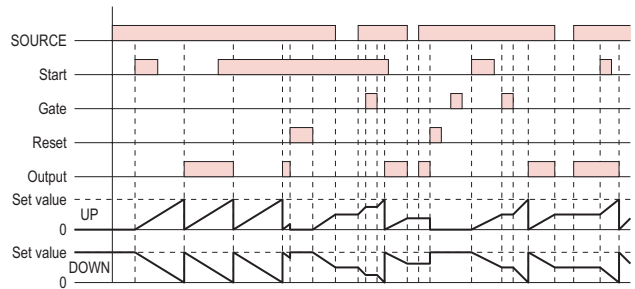 SOURCE
Start
Gate
Reset
Output
Set value
UP
0
Set value
DOWN
0